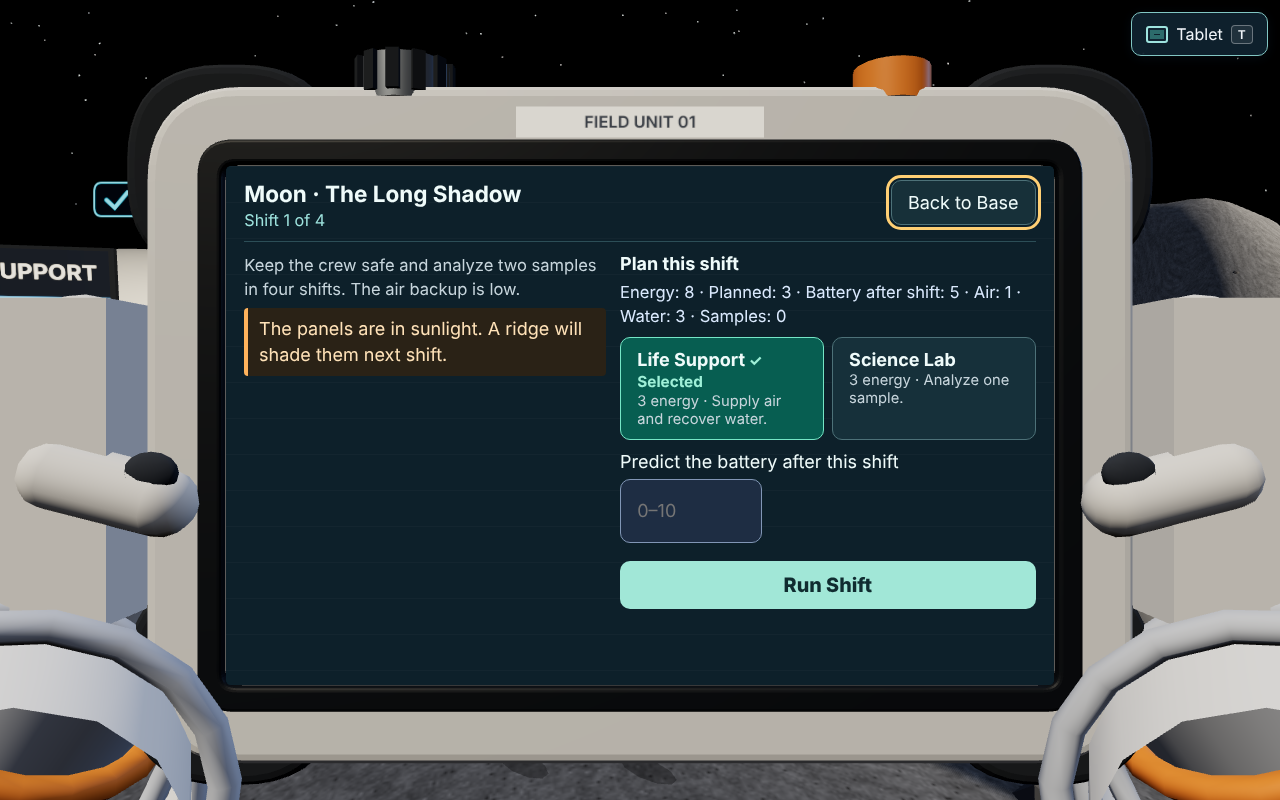 Tablet T
FIELD UNIT 01
UPPORT
Moon · The Long Shadow
Shift 1 of 4
Back to Base
Keep the crew safe and analyze two samples
in four shifts. The air backup is low.
The panels are in sunlight. A ridge will
shade them next shift.
Plan this shift
Energy: 8 · Planned: 3 · Battery after shift: 5 · Air: 1 ·
Water: 3 · Samples: 0
Life Support ✓
Selected
3 energy · Supply air
and recover water.
Science Lab
3 energy · Analyze one
sample.
Predict the battery after this shift
0–10
Run Shift